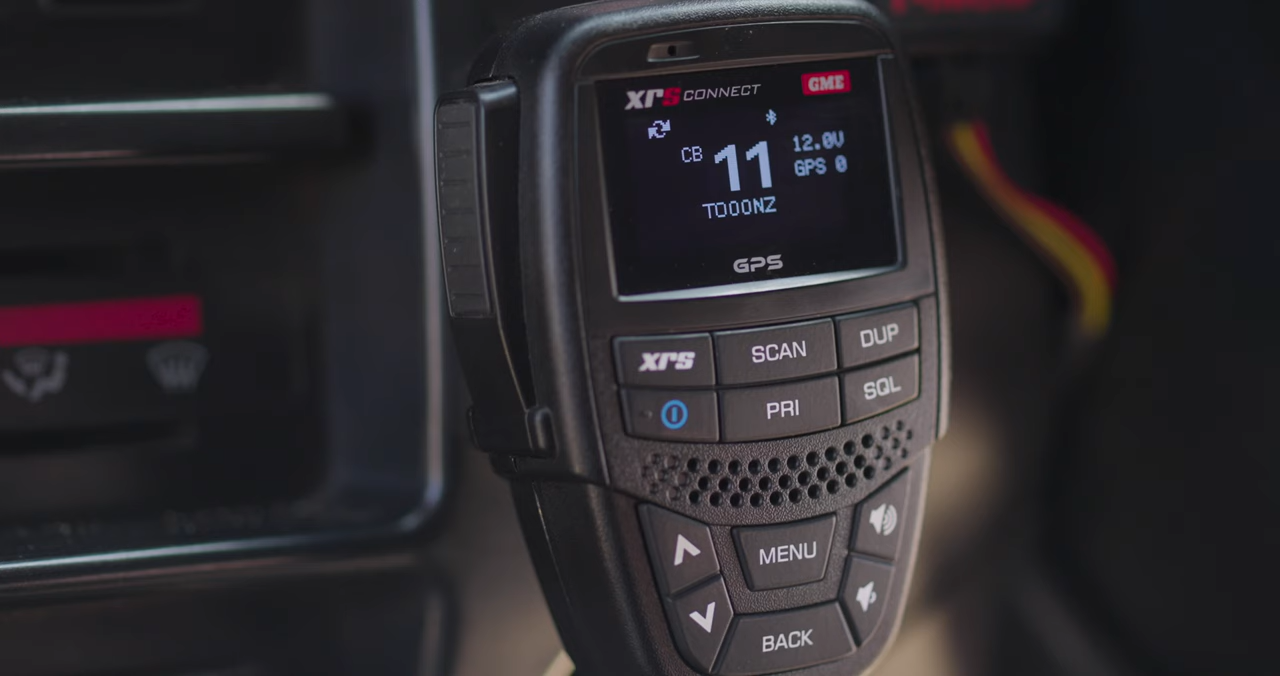 XRS CONNECT GME
CB 11 12.0V
GPS 0
TOOONZ
GPS
XRS SCAN DUP
PRI SQL
MENU
BACK